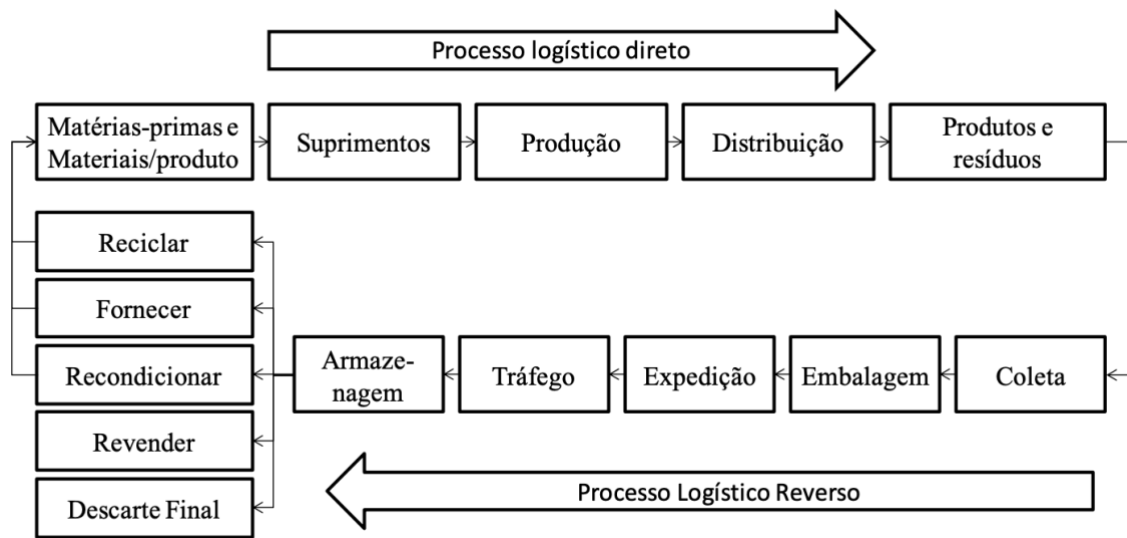 Processo logístico direto
Matérias-primas e
Materiais/produto
Suprimentos
Produção
Distribuição
Produtos e
resíduos
Reciclar
Fornecer
Recondicionar
Revender
Descarte Final
Armaze-
nagem
Tráfego
Expedição
Embalagem
Coleta
Processo Logístico Reverso